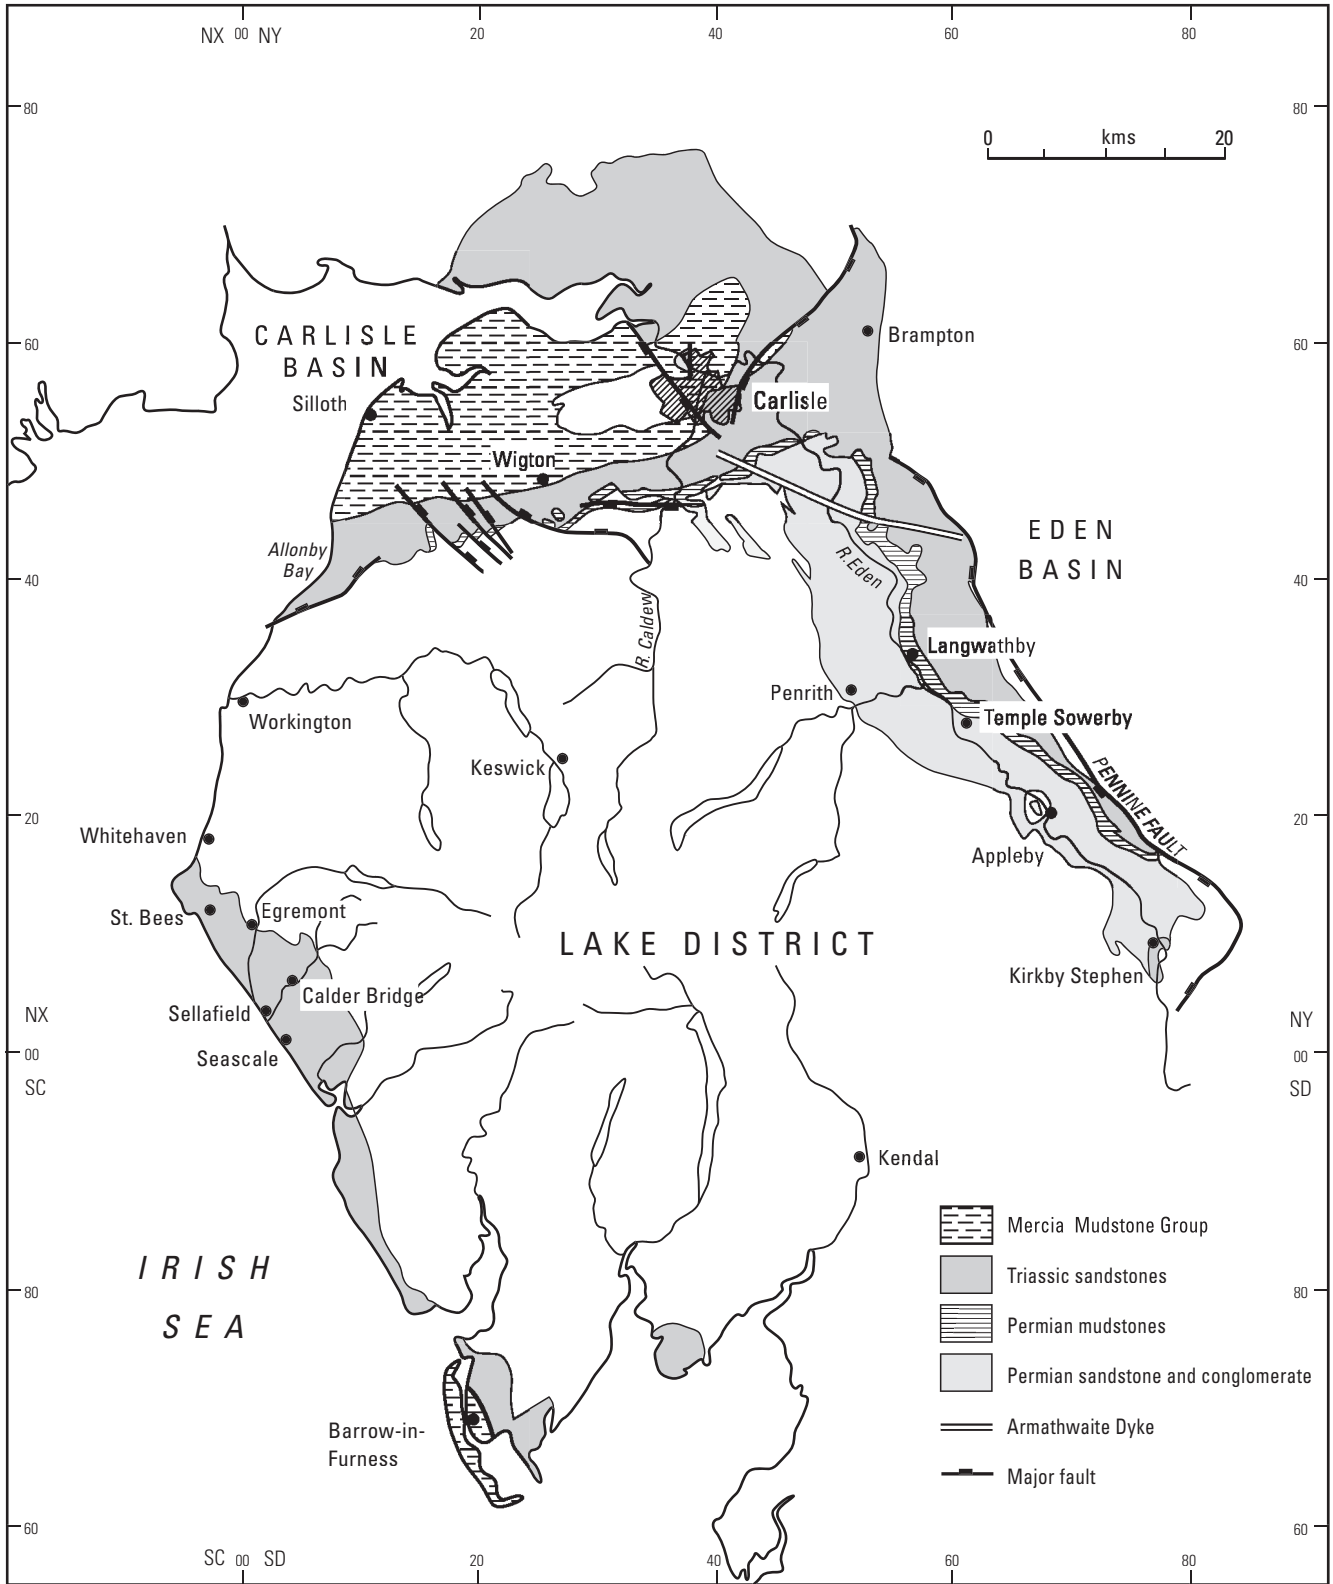 NX 00 NY 20 40 60 80
80 80
0 kms 20
CARLISLE
BASIN
60 60
Brampton
Silloth
Carlisle
Wigton
EDEN
BASIN
Allonby
Bay
R.Eden
40 40
R. Caldew
Langwathby
Penrith
Temple Sowerby
Workington
Keswick
PENNINE FAULT
20 20
Whitehaven
Appleby
St. Bees
Egremont
LAKE DISTRICT
Kirkby Stephen
Calder Bridge
Sellafield
NX NY
Seascale
00 00
SC SD
Kendal
Mercia Mudstone Group
IRISH
SEA
Triassic sandstones
80 80
Permian mudstones
Permian sandstone and conglomerate
Armathwaite Dyke
Barrow-in-
Furness
Major fault
60 60
SC 00 SD 20 40 60 80